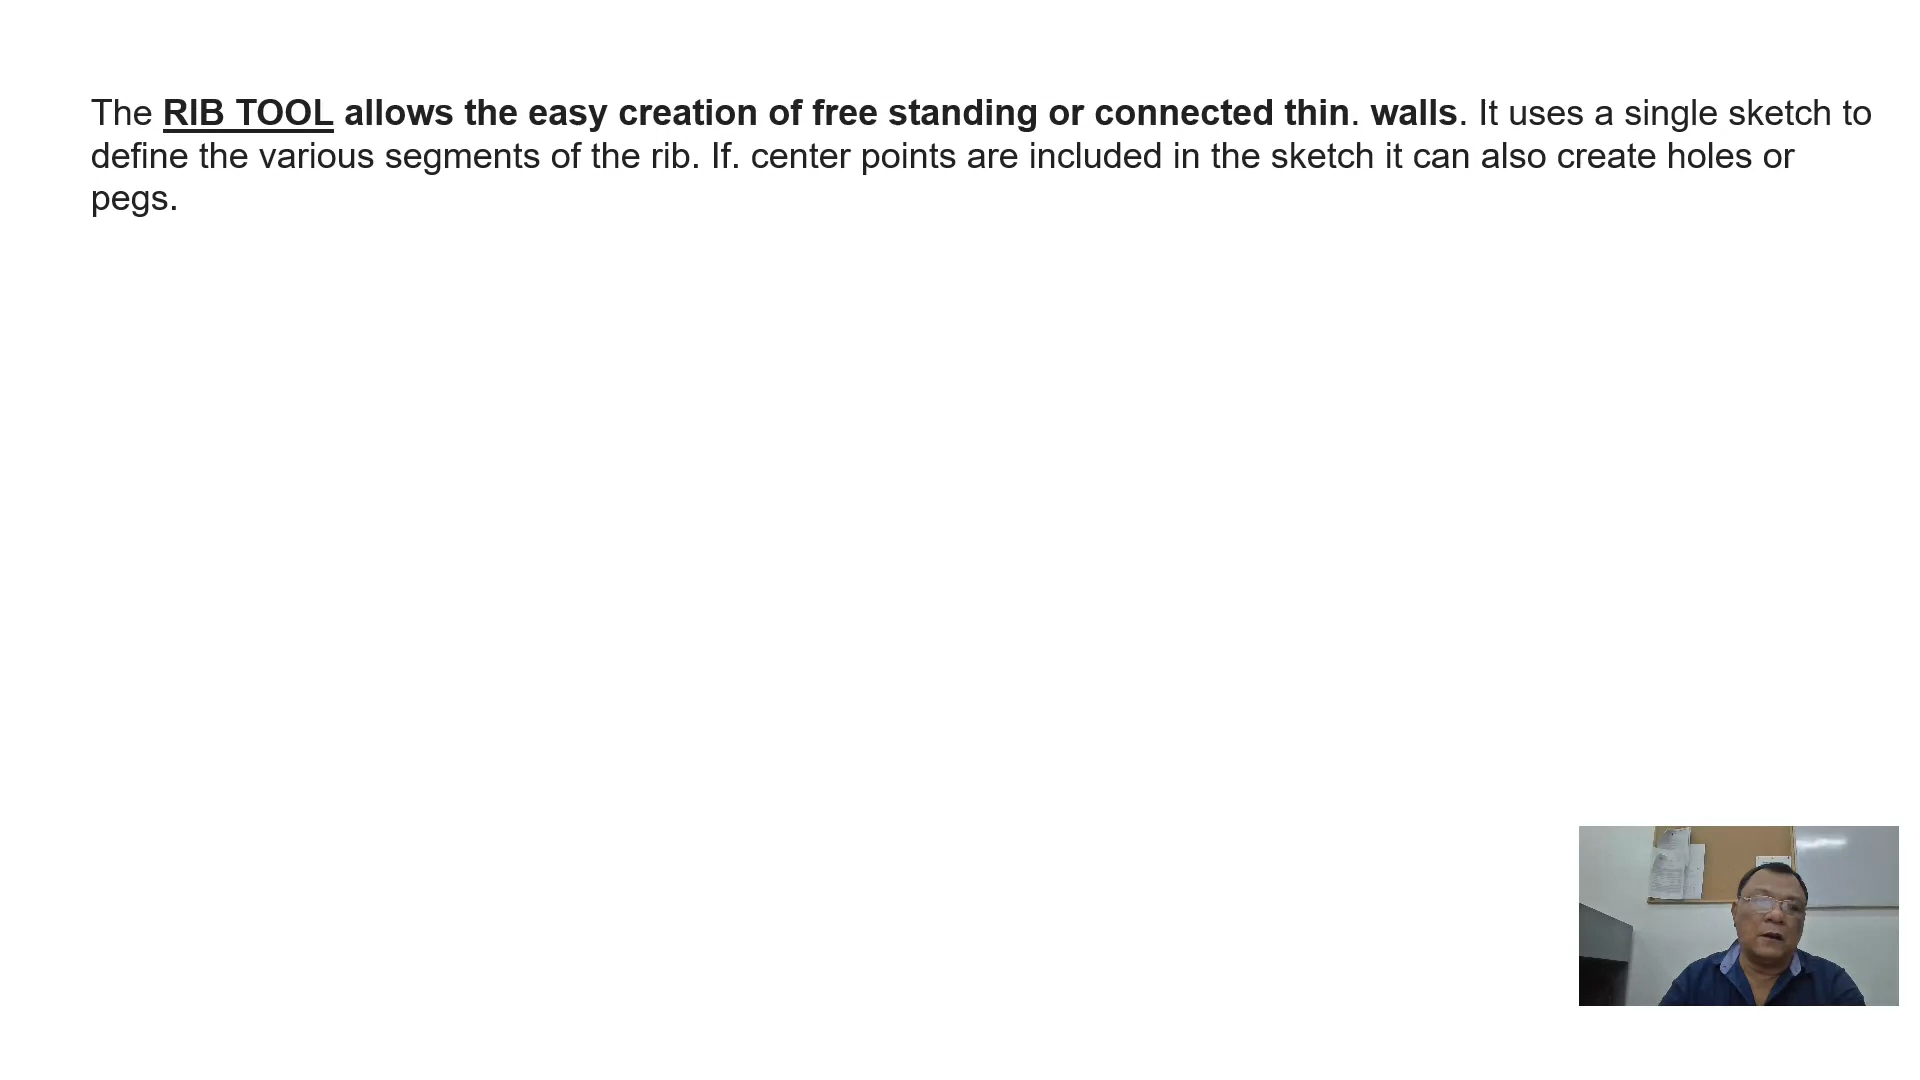 The RIB TOOL allows the easy creation of free standing or connected thin. walls. It uses a single sketch to
define the various segments of the rib. If. center points are included in the sketch it can also create holes or
pegs.